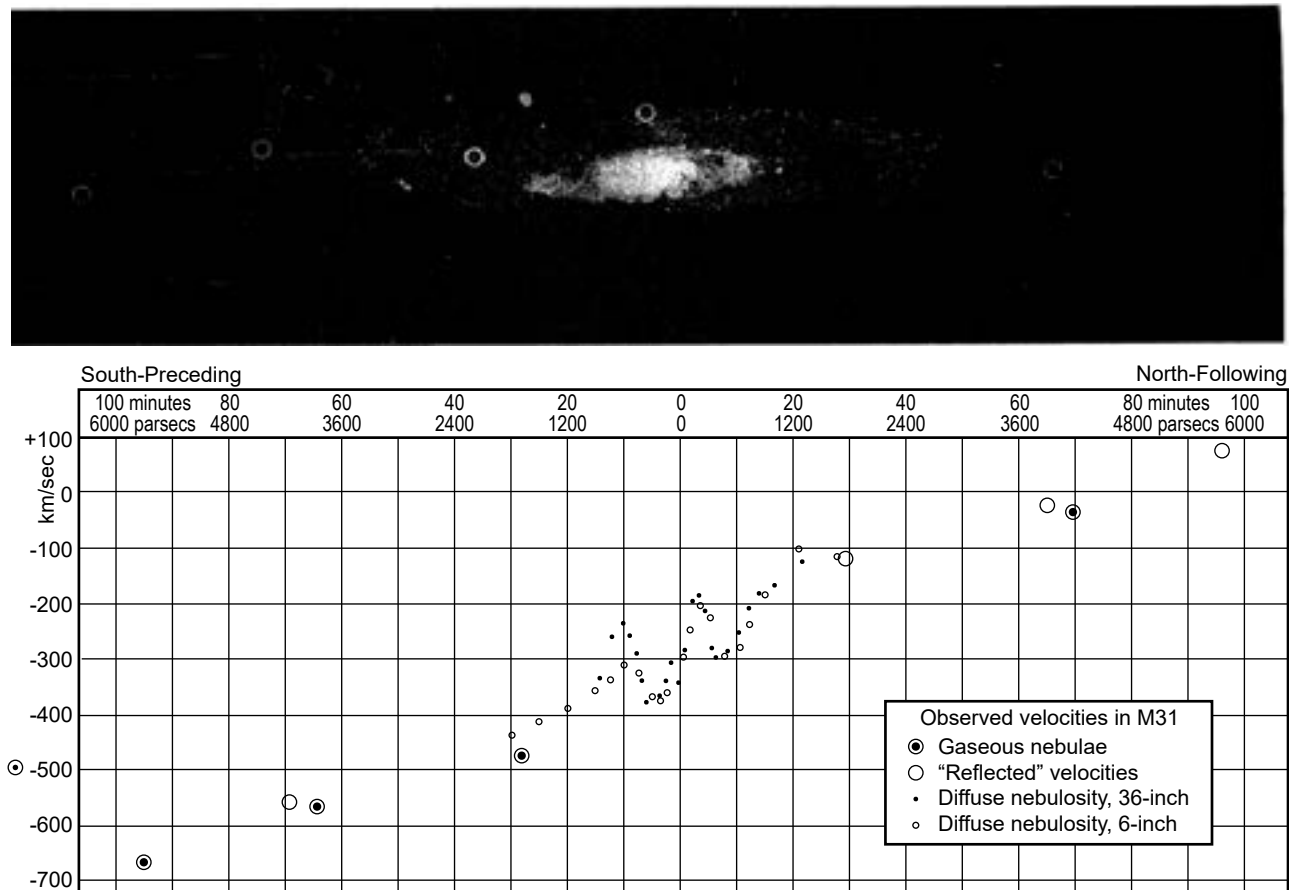 South-Preceding North-Following
100 minutes 80 60 40 20 0 20 40 60 80 minutes 100
6000 parsecs 4800 3600 2400 1200 0 1200 2400 3600 4800 parsecs 6000
+100
km/sec
0
-100
-200
-300
-400
-500
-600
-700
Observed velocities in M31
Gaseous nebulae
“Reflected” velocities
Diffuse nebulosity, 36-inch
Diffuse nebulosity, 6-inch